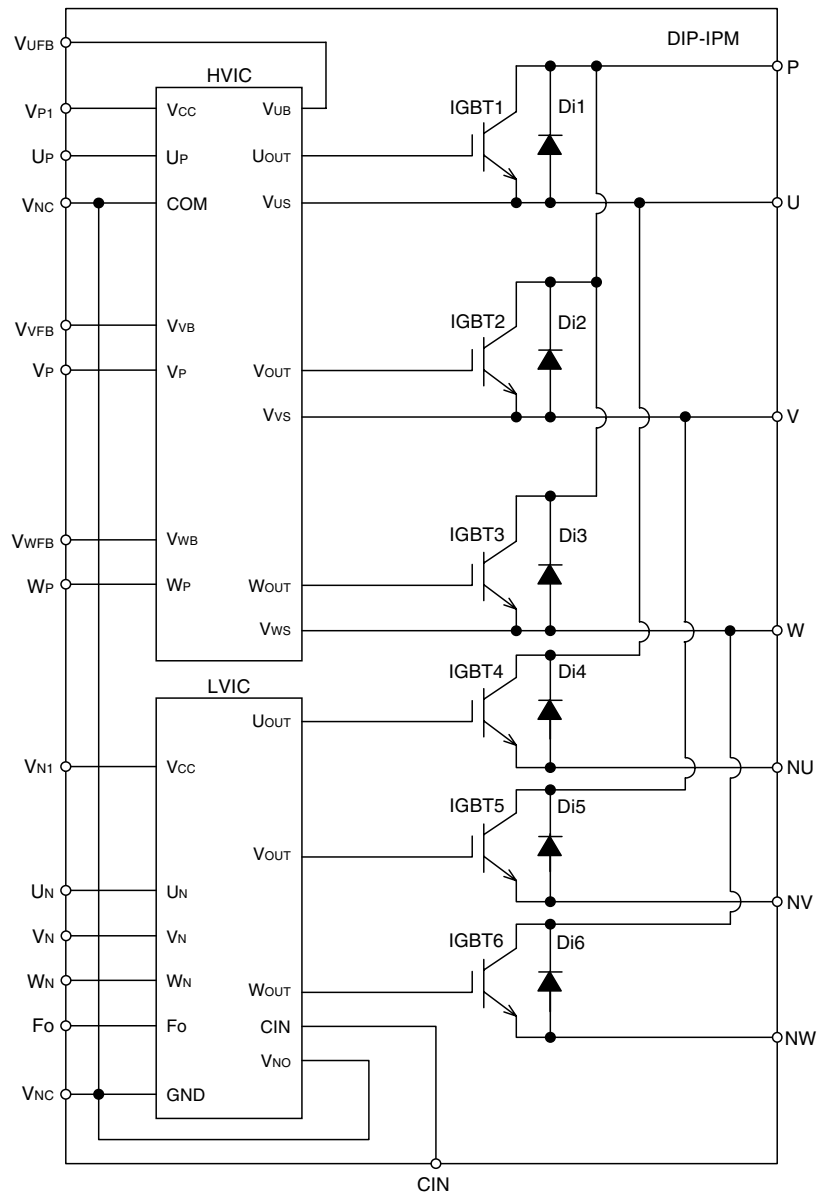 DIP-IPM
VUFB
P
HVIC
IGBT1
Di1
VP1
VCC
VUB
UP
UP
UOUT
VNC
COM
VUS
U
IGBT2
Di2
VVFB
VVB
VP
VP
VOUT
VVS
V
IGBT3
Di3
VWFB
VWB
WP
WP
WOUT
VWS
W
IGBT4
Di4
LVIC
UOUT
VN1
VCC
NU
IGBT5
Di5
VOUT
UN
UN
NV
VN
VN
IGBT6
Di6
WN
WN
WOUT
FO
FO
CIN
NW
VNO
VNC
GND
CIN